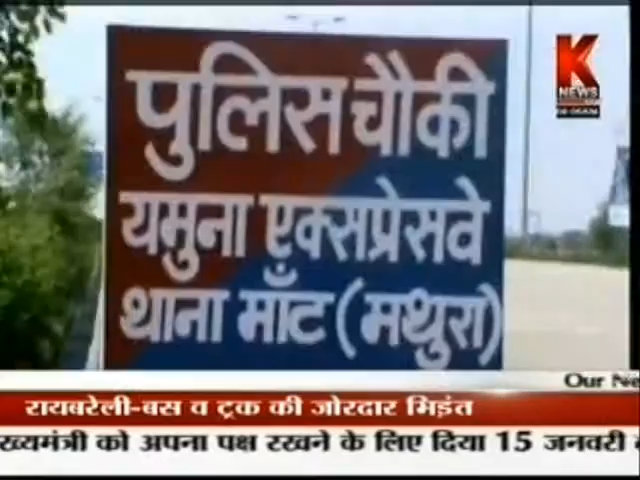 पुलिस चौकी
यमुना एक्सप्रेसवे
थाना माँट (मथुरा)
K
NEWS
Our Ne
रायबरेली-बस व ट्रक की जोरदार भिड़ंत
ख्यमंत्री को अपना पक्ष रखने के लिए दिया 15 जनवरी